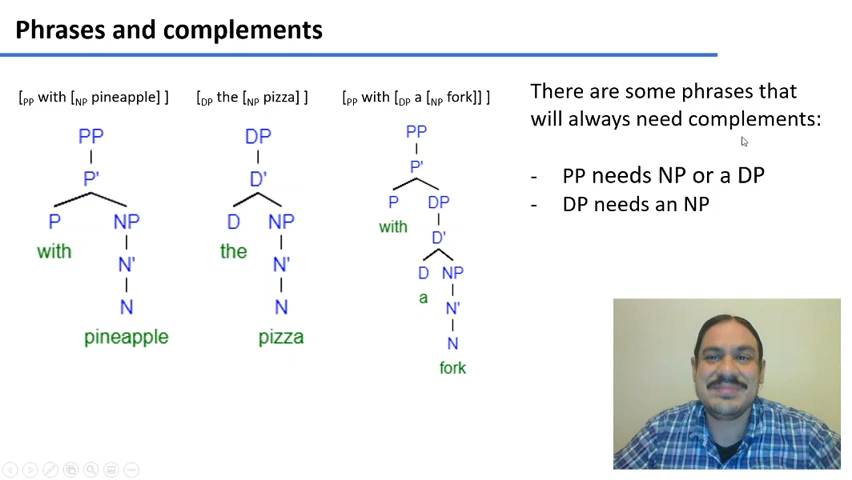 Phrases and complements
[PP with [NP pineapple] ]
[DP the [NP pizza] ]
[PP with [DP a [NP fork]] ]
PP
P'
P NP
with
N'
N
pineapple
DP
D'
D NP
the
N'
N
pizza
PP
P'
P DP
with
D'
D NP
a
N'
N
fork
There are some phrases that
will always need complements:
- PP needs NP or a DP
- DP needs an NP